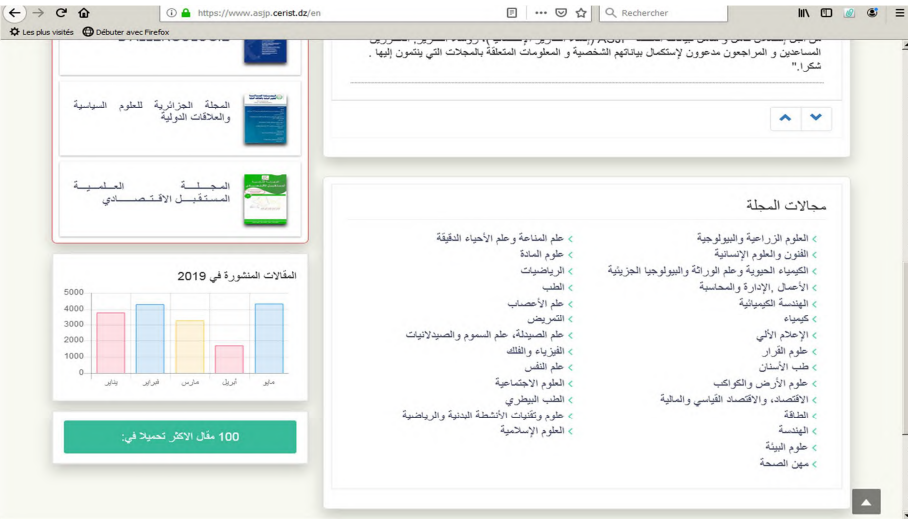 https://www.asjp.cerist.dz/en
Rechercher
Les plus visités
Débuter avec Firefox
المساعدين و المراجعون مدعوون لإستكمال بياناتهم الشخصية و المعلومات المتعلقة بالمجلات التي ينتمون إليها .
شكرا."
مجالات المجلة
العلوم الزراعية والبيولوجية
الفنون والعلوم الإنسانية
الكيمياء الحيوية وعلم الوراثة والبيولوجيا الجزيئية
الأعمال ,الإدارة والمحاسبة
الهندسة الكيميائية
كيمياء
الإعلام الألي
علوم القرار
طب الأسنان
علوم الأرض والكواكب
الاقتصاد، والاقتصاد القياسي والمالية
الطاقة
الهندسة
علوم البيئة
مهن الصحة
علم المناعة وعلم الأحياء الدقيقة
علوم المادة
الرياضيات
الطب
علم الأعصاب
التمريض
علم الصيدلة، علم السموم والصيدلانيات
الفيزياء والفلك
علم النفس
العلوم الاجتماعية
الطب البيطري
علوم وتقنيات الأنشطة البدنية والرياضية
العلوم الإسلامية
المجلة الجزائرية للعلوم السياسية
والعلاقات الدولية
المجـــلـــة العـلـمـيـــة
المستقبــل الاقـتـصـــــادي
المقالات المنشورة في 2019
5000
4000
3000
2000
1000
0
يناير فبراير مارس أبريل مايو
100 مقال الاكثر تحميلا في: